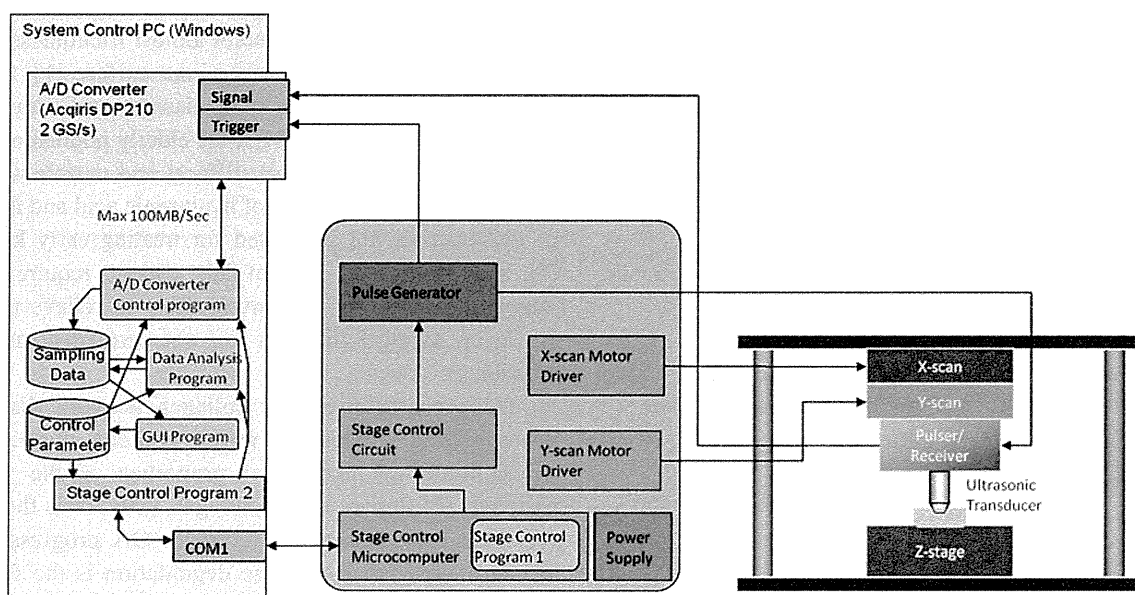 System Control PC (Windows)
A/D Converter
(Acqiris DP210
2 GS/s)
Signal
Trigger
Max 100MB/Sec
A/D Converter
Control program
Sampling
Data
Data Analysis
Program
Control
Parameter
GUI Program
Stage Control Program 2
COM1
Pulse Generator
Stage Control
Circuit
X-scan Motor
Driver
Y-scan Motor
Driver
Stage Control
Microcomputer
Stage Control
Program 1
Power
Supply
X-scan
Y-scan
Pulser/
Receiver
Ultrasonic
Transducer
Z-stage